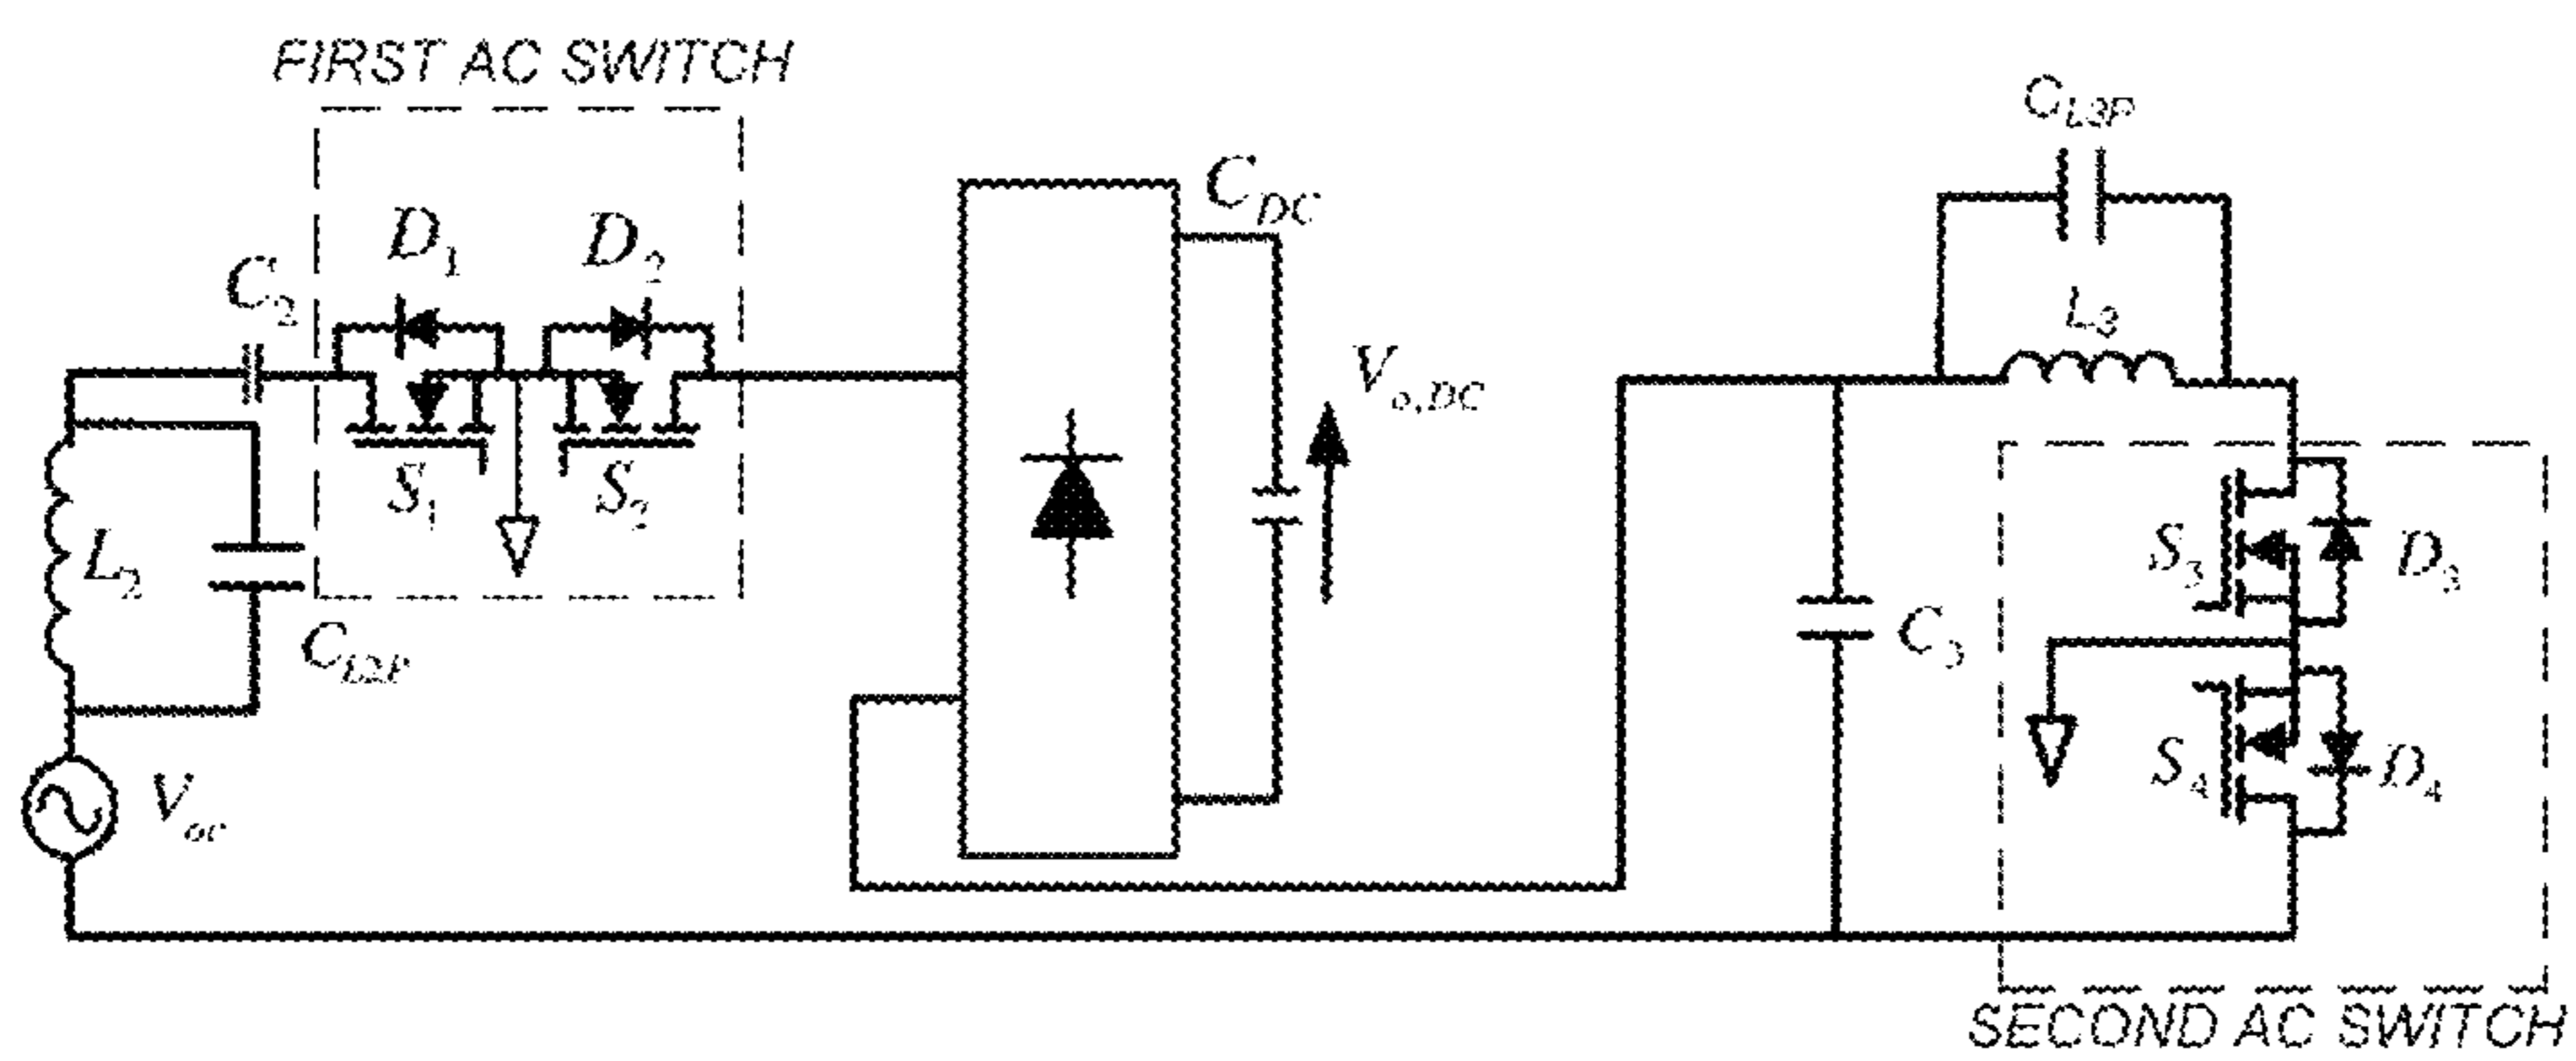 FIRST AC SWITCH
C_L3P
C_DC
D_1
D_2
C_2
L_3
V_o,DC
S_1
S_2
L_2
S_3
D_3
C_3
C_L2P
S_4
D_4
V_oc
SECOND AC SWITCH